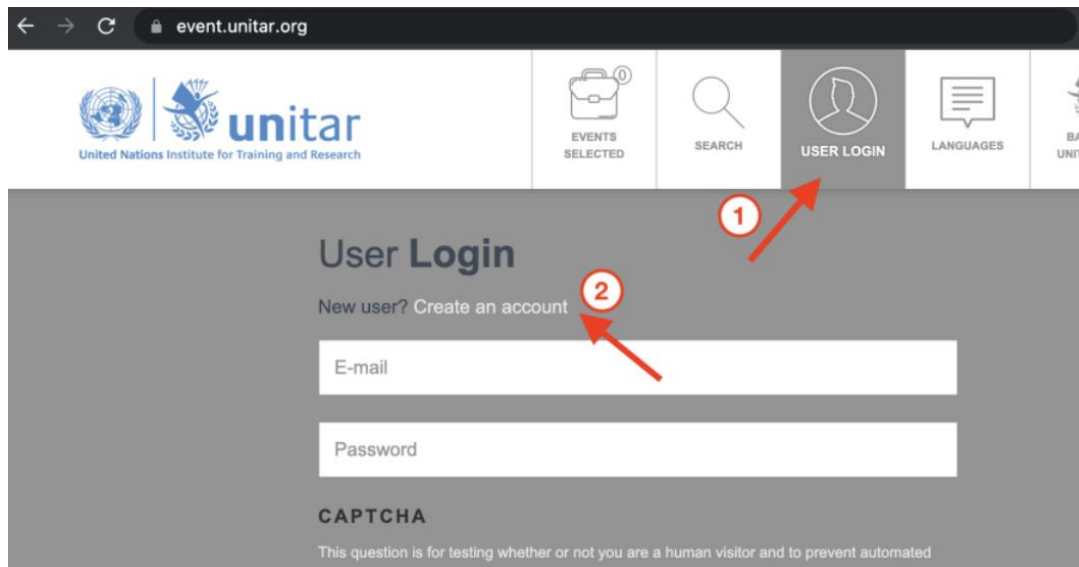 event.unitar.org
unitar
United Nations Institute for Training and Research
0
EVENTS
SELECTED
SEARCH
USER LOGIN
LANGUAGES
1
User Login
2
New user? Create an account
E-mail
Password
CAPTCHA
This question is for testing whether or not you are a human visitor and to prevent automated